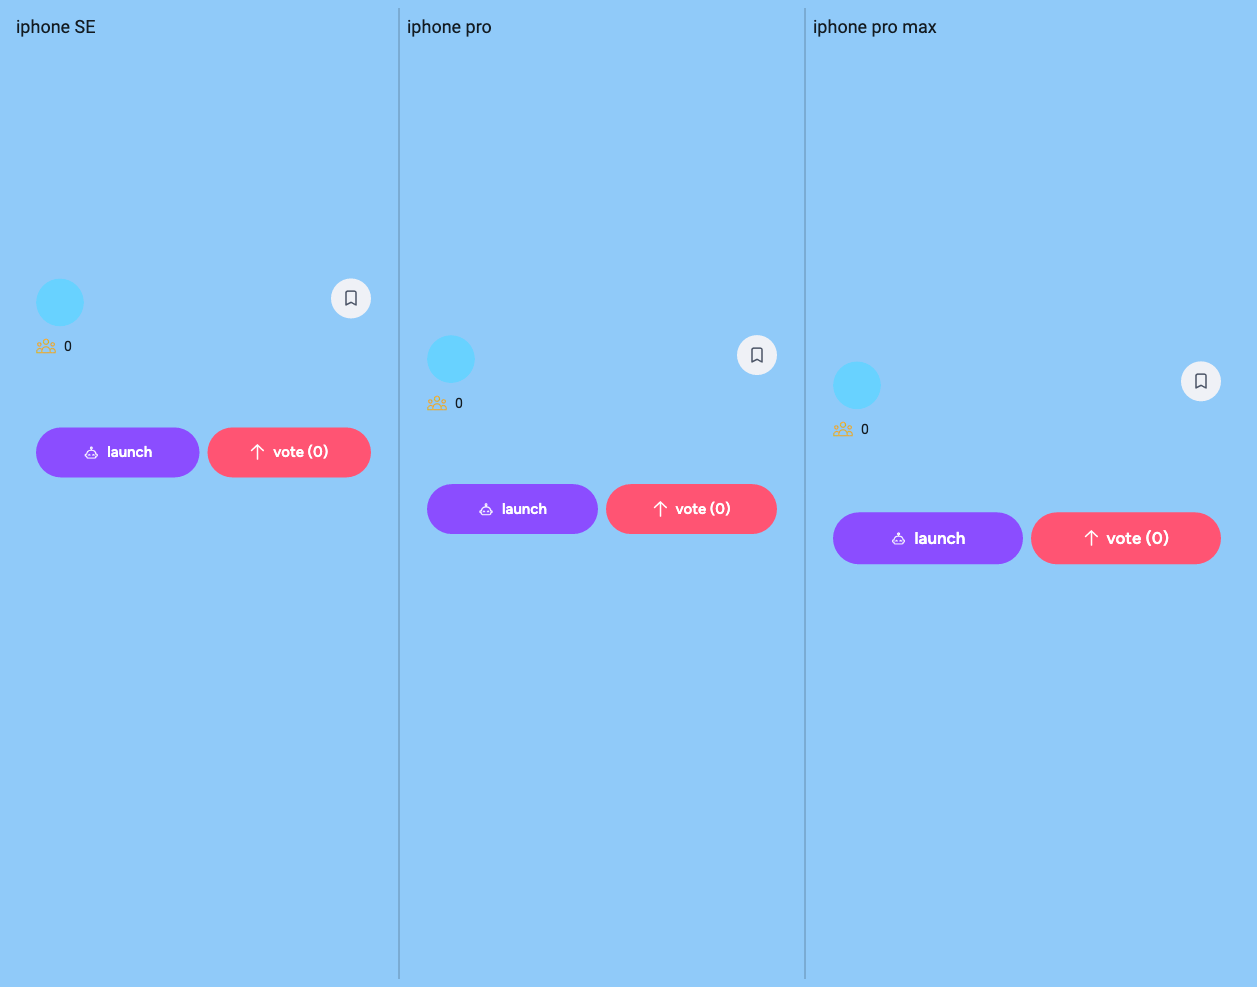 iphone SE
0
launch
vote (0)
iphone pro
0
launch
vote (0)
iphone pro max
0
launch
vote (0)